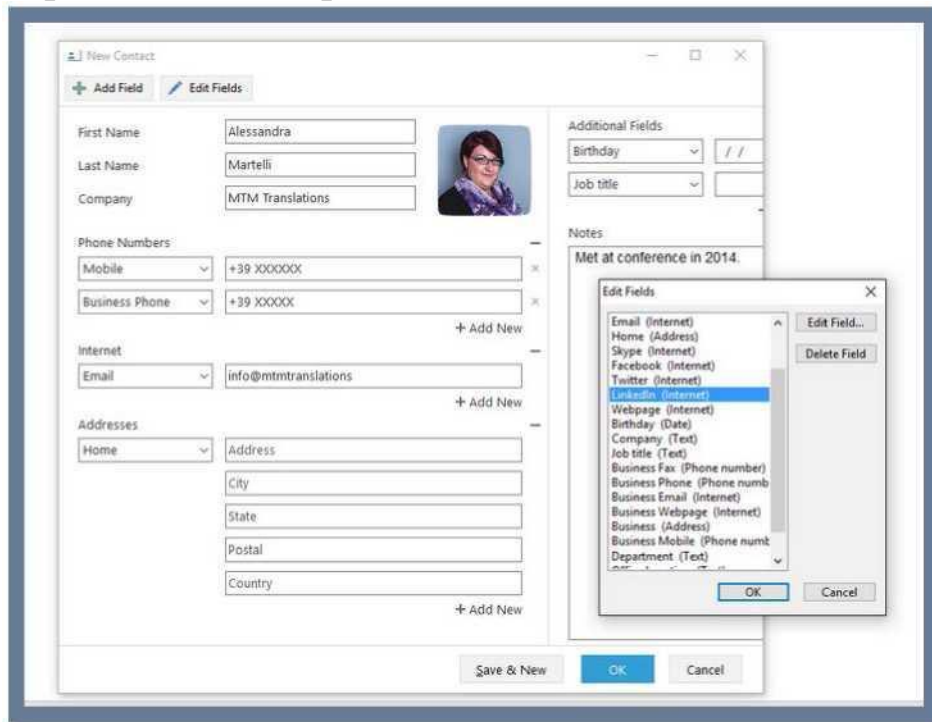 New Contact
Add Field Edit Fields
First Name Alessandra
Last Name Martelli
Company MTM Translations
Phone Numbers
Mobile +39 XXXXXX
Business Phone +39 XXXXX
+ Add New
Internet
Email info@mtmtranslations
+ Add New
Addresses
Home Address
City
State
Postal
Country
+ Add New
Additional Fields
Birthday / /
Job title
Notes
Met at conference in 2014.
Edit Fields
Email (Internet)
Home (Address)
Skype (Internet)
Facebook (Internet)
Twitter (Internet)
LinkedIn (Internet)
Webpage (Internet)
Birthday (Date)
Company (Text)
Job title (Text)
Business Fax (Phone number)
Business Phone (Phone numb
Business Email (Internet)
Business Webpage (Internet)
Business (Address)
Business Mobile (Phone numb
Department (Text)
Edit Field...
Delete Field
OK Cancel
Save & New OK Cancel